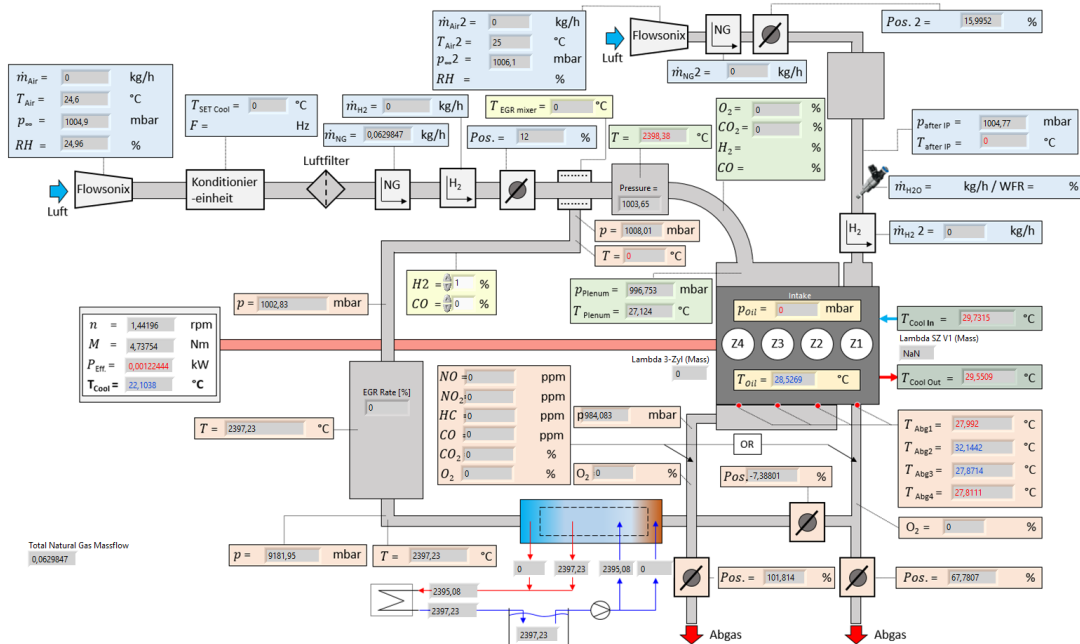 ṁAir2 = 0 kg/h
TAir2 = 25 °C
p∞2 = 1006,1 mbar
RH = %
Flowsonix
Luft
NG
ṁNG2 = 0 kg/h
Pos. 2 = 15,9952 %
ṁAir = 0 kg/h
TAir = 24,6 °C
p∞ = 1004,9 mbar
RH = 24,96 %
TSET Cool = 0 °C
F = Hz
ṁH2 = 0 kg/h
ṁNG = 0,0629847 kg/h
T EGR mixer = 0 °C
Pos. = 12 %
T = 2398,38 °C
O2 = 0 %
CO2 = 0 %
H2 = %
CO = %
pafter IP = 1004,77 mbar
Tafter IP = 0 °C
Luftfilter
Flowsonix
Luft
Konditionier
-einheit
NG
H2
Pressure =
1003,65
ṁH2O = kg/h / WFR = %
H2
ṁH2 2 = 0 kg/h
p = 1008,01 mbar
T = 0 °C
H2 = 1 %
CO = 0 %
p = 1002,83 mbar
pPlenum = 996,753 mbar
T Plenum = 27,124 °C
Intake
pOil = 0 mbar
Z4 Z3 Z2 Z1
TOil = 28,5269 °C
TCool In = 29,7315 °C
Lambda SZ V1 (Mass)
NaN
TCool Out = 29,5509 °C
n = 1,44196 rpm
M = 4,73754 Nm
PEff. = 0,00122444 kW
TCool = 22,1038 °C
Lambda 3-Zyl (Mass)
0
EGR Rate [%]
0
T = 2397,23 °C
NO = 0 ppm
NO2 = 0 ppm
HC = 0 ppm
CO = 0 ppm
CO2 = 0 %
O2 = 0 %
p 984,083 mbar
OR
O2 = 0 %
Pos. -7,38801 %
T Abg1 = 27,992 °C
T Abg2 = 32,1442 °C
T Abg3 = 27,8714 °C
T Abg4 = 27,8111 °C
O2 = 0 %
Total Natural Gas Massflow
0,0629847
p = 9181,95 mbar
T = 2397,23 °C
0 2397,23 2395,08 0
2395,08
2397,23
2397,23
Pos. = 101,814 %
Pos. = 67,7807 %
Abgas
Abgas